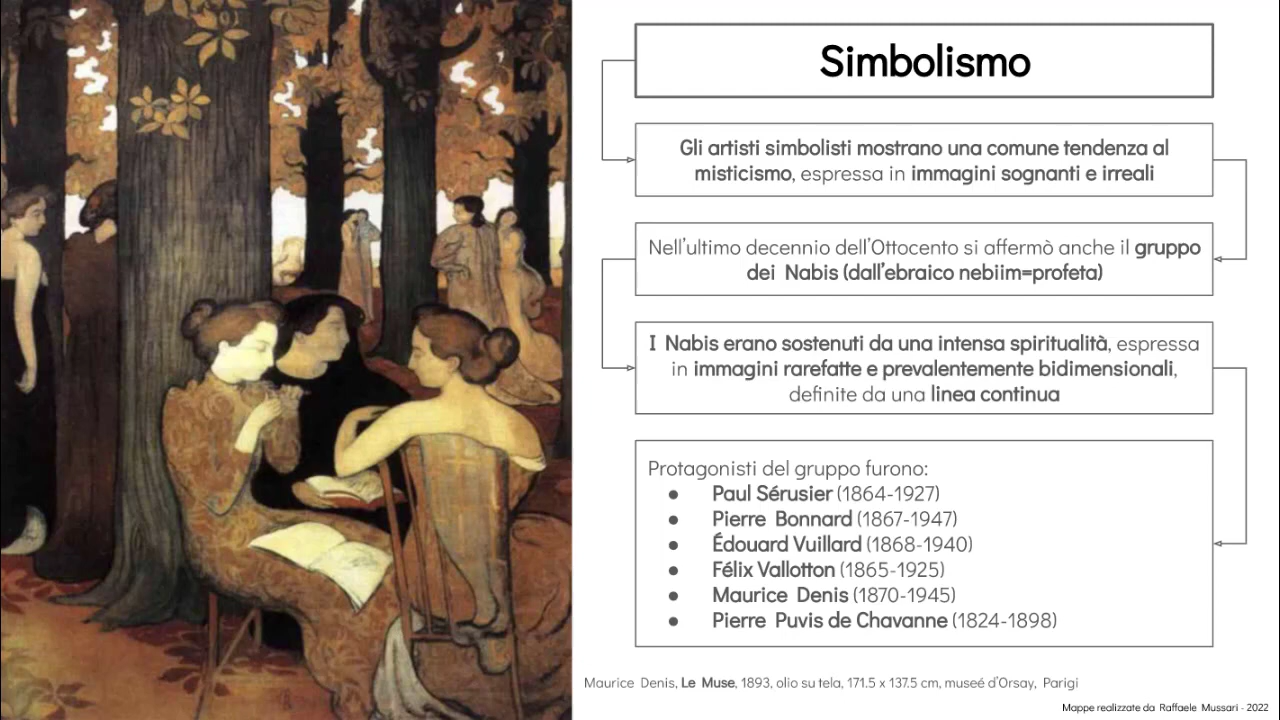 Simbolismo
Gli artisti simbolisti mostrano una comune tendenza al
misticismo, espressa in immagini sognanti e irreali
Nell'ultimo decennio dell'Ottocento si affermò anche il gruppo
dei Nabis (dall'ebraico nebiim=profeta)
I Nabis erano sostenuti da una intensa spiritualità, espressa
in immagini rarefatte e prevalentemente bidimensionali,
definite da una linea continua
Protagonisti del gruppo furono:
● Paul Sérusier (1864-1927)
● Pierre Bonnard (1867-1947)
● Édouard Vuillard (1868-1940)
● Félix Vallotton (1865-1925)
● Maurice Denis (1870-1945)
● Pierre Puvis de Chavanne (1824-1898)
Maurice Denis, Le Muse, 1893, olio su tela, 171.5 x 137.5 cm, museé d'Orsay, Parigi
Mappe realizzate da Raffaele Mussari - 2022